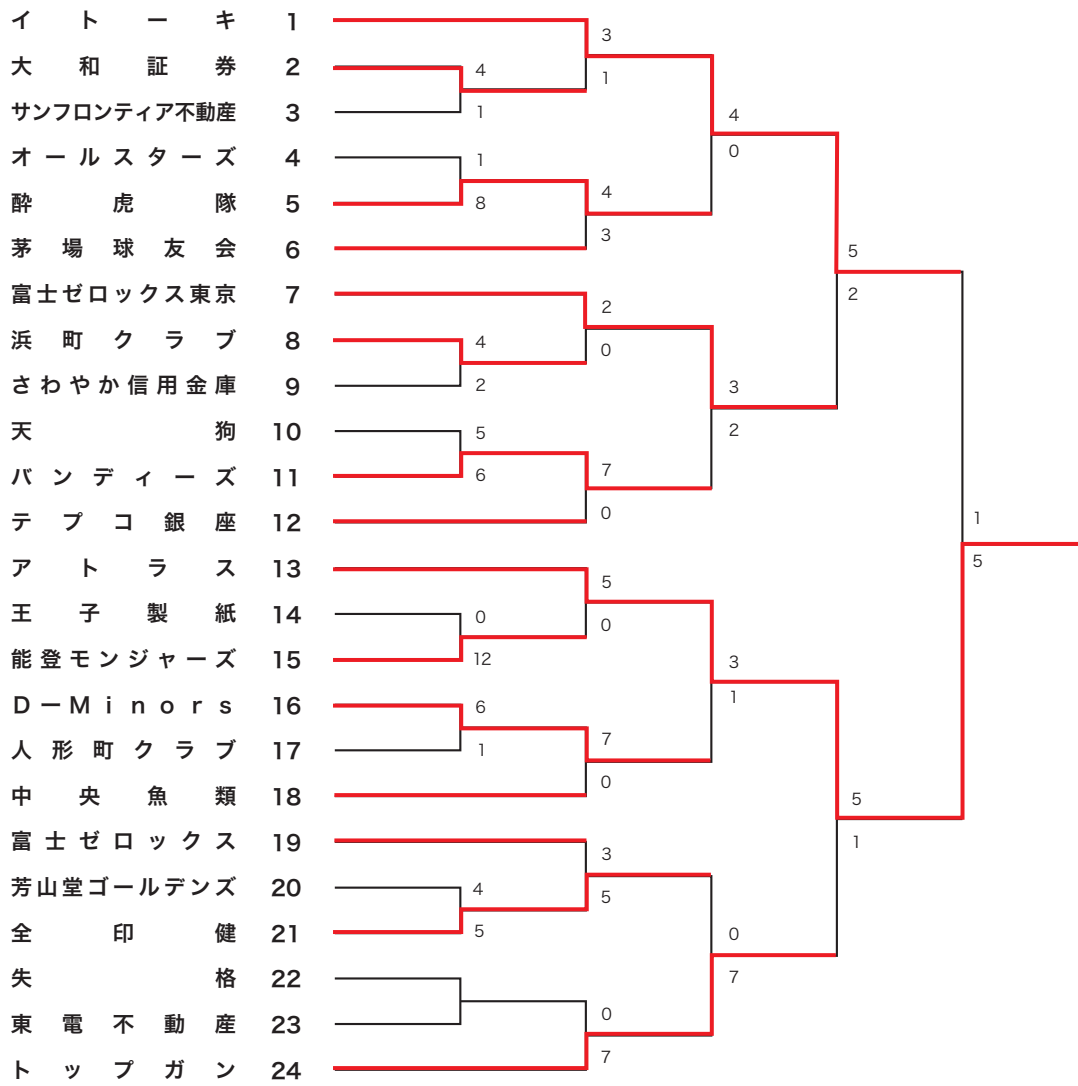 イトーキ 1
大和証券 2
サンフロンティア不動産 3
オールスターズ 4
酔虎隊 5
茅場球友会 6
富士ゼロックス東京 7
浜町クラブ 8
さわやか信用金庫 9
天狗 10
バンディーズ 11
テプコ銀座 12
アトラス 13
王子製紙 14
能登モンジャーズ 15
D－Minors 16
人形町クラブ 17
中央魚類 18
富士ゼロックス 19
芳山堂ゴールデンズ 20
全印健 21
失格 22
東電不動産 23
トップガン 24
4
1
1
8
4
2
5
6
0
12
6
1
4
5
3
1
4
3
2
0
7
0
5
0
7
0
3
5
0
7
4
0
3
2
3
1
0
7
5
2
5
1
1
5